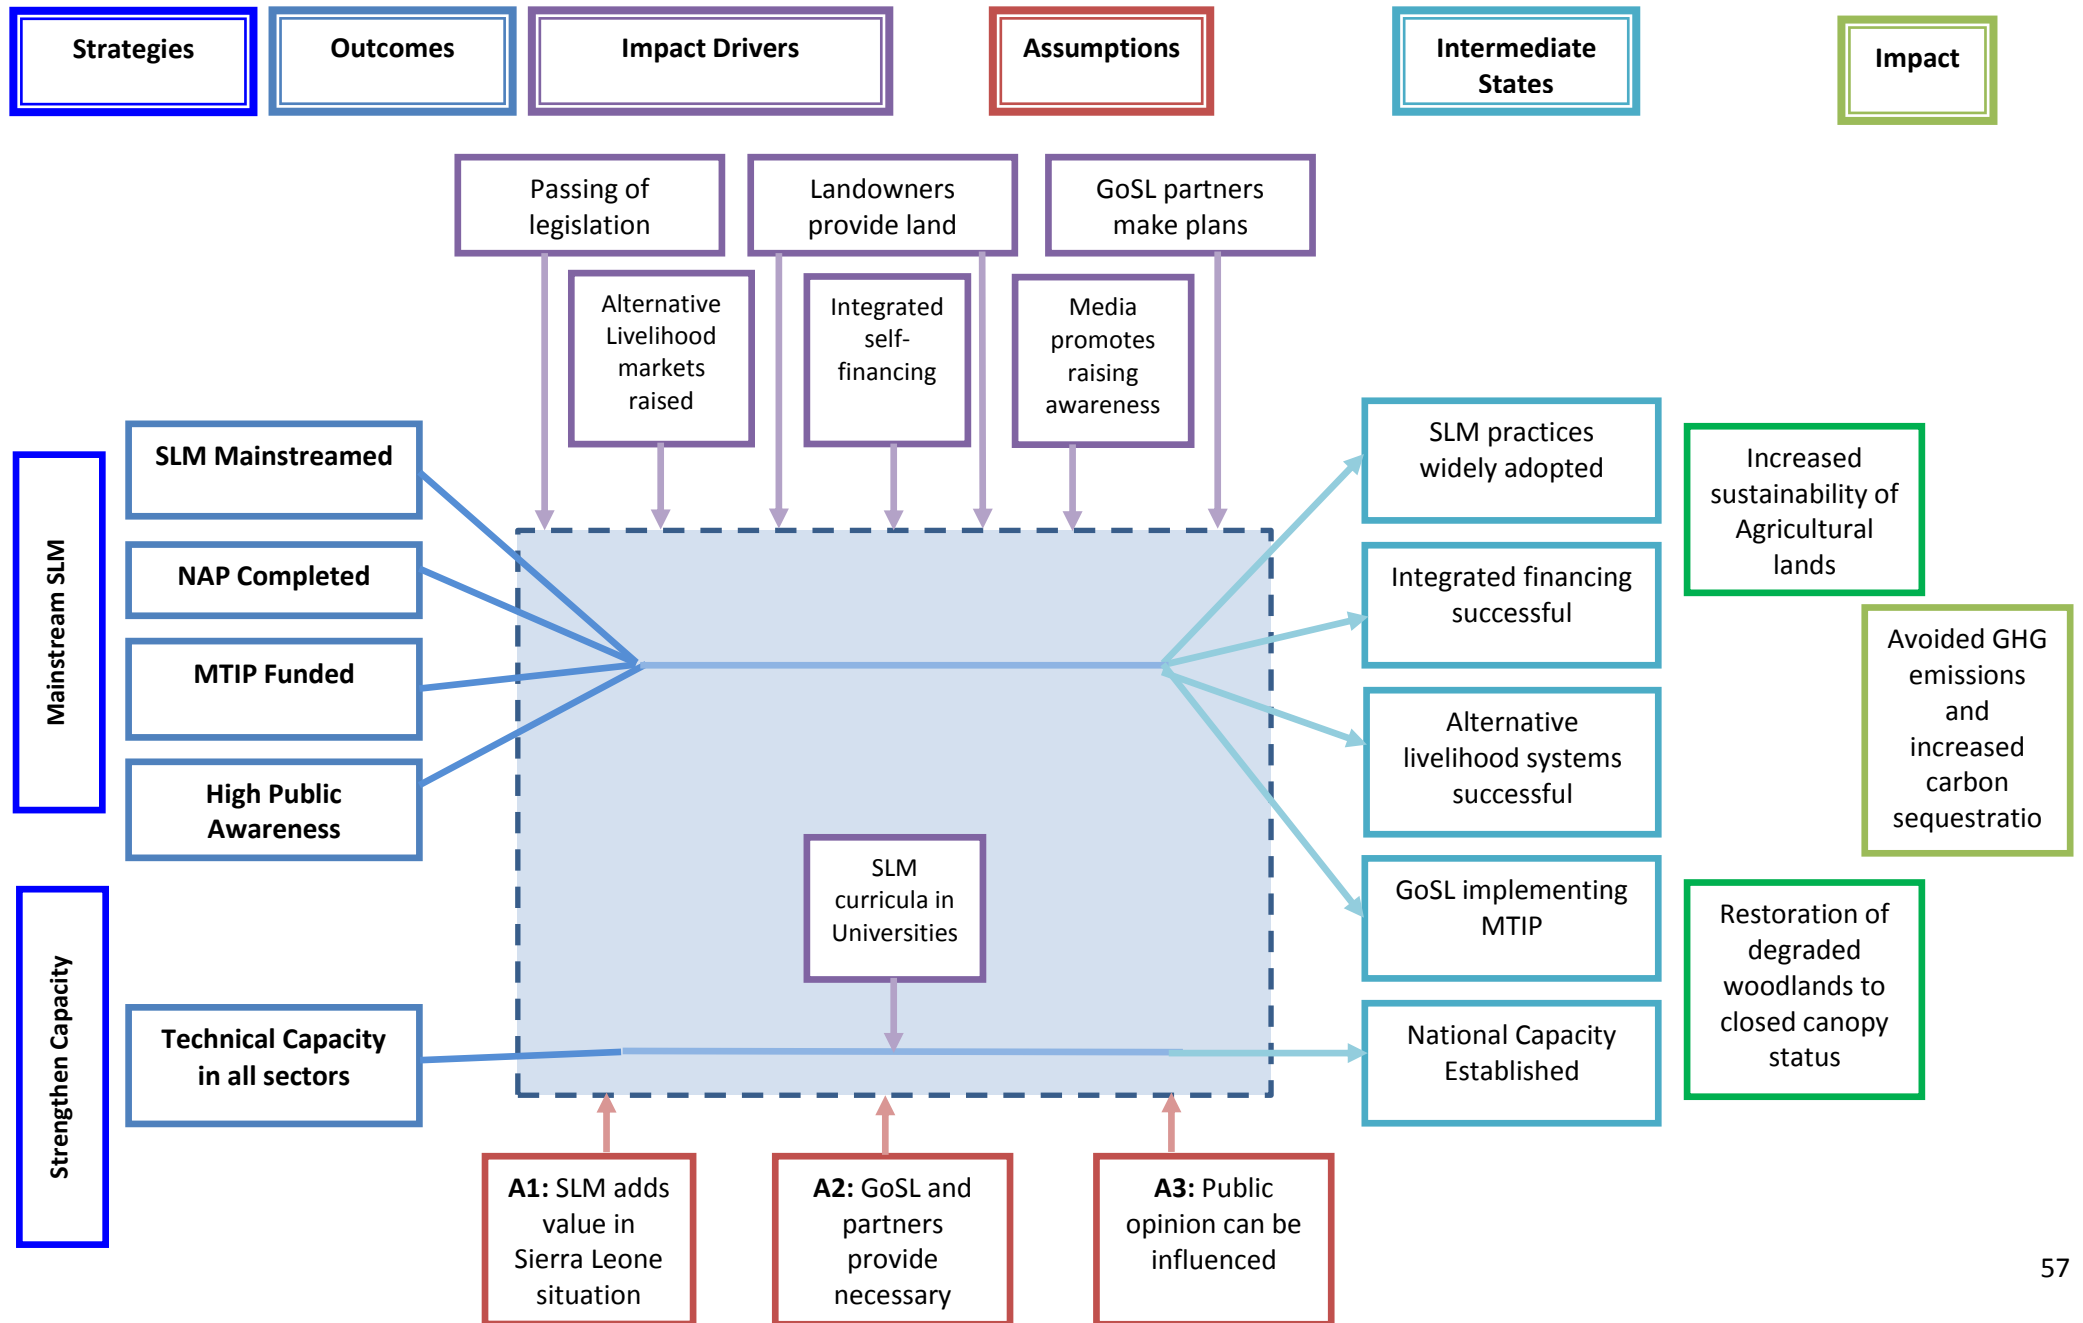 Strategies
Outcomes
Impact Drivers
Assumptions
Intermediate
States
Impact
Passing of
legislation
Landowners
provide land
GoSL partners
make plans
Alternative
Livelihood
markets
raised
Integrated
self-
financing
Media
promotes
raising
awareness
Mainstream SLM
SLM Mainstreamed
NAP Completed
MTIP Funded
High Public
Awareness
SLM
curricula in
Universities
Strengthen Capacity
Technical Capacity
in all sectors
SLM practices
widely adopted
Integrated financing
successful
Alternative
livelihood systems
successful
GoSL implementing
MTIP
National Capacity
Established
Increased
sustainability of
Agricultural
lands
Avoided GHG
emissions
and
increased
carbon
sequestratio
Restoration of
degraded
woodlands to
closed canopy
status
A1: SLM adds
value in
Sierra Leone
situation
A2: GoSL and
partners
provide
necessary
A3: Public
opinion can be
influenced
57